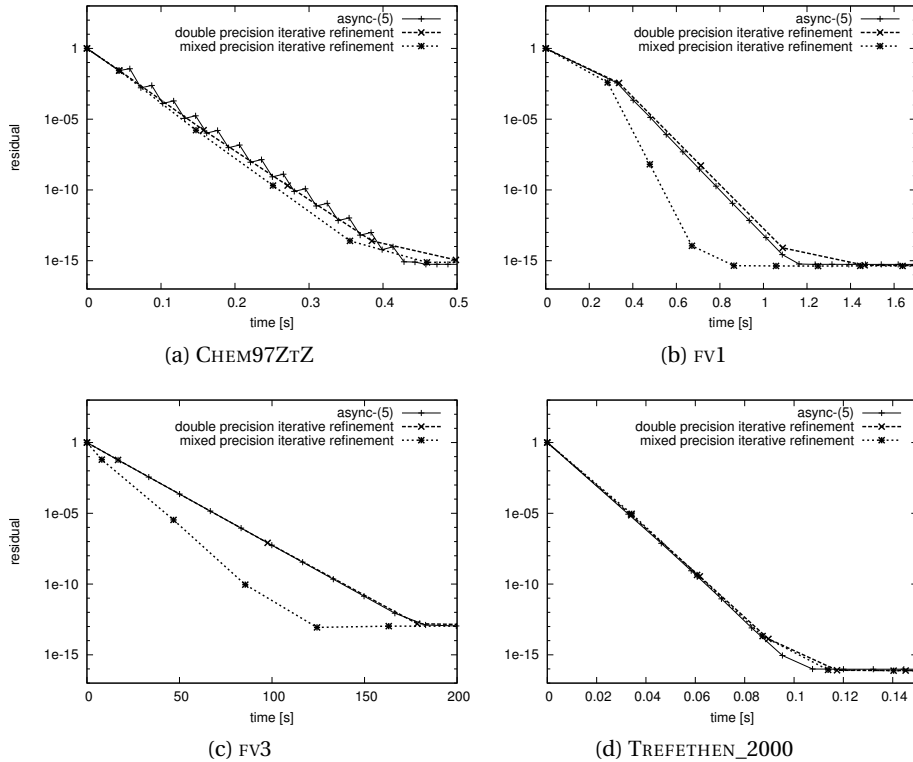 async-(5)
double precision iterative refinement
mixed precision iterative refinement
1
1e-05
1e-10
1e-15
residual
0 0.1 0.2 0.3 0.4 0.5
time [s]
(a) CHEM97ZTZ
async-(5)
double precision iterative refinement
mixed precision iterative refinement
1
1e-05
1e-10
1e-15
residual
0 0.2 0.4 0.6 0.8 1 1.2 1.4 1.6
time [s]
(b) FV1
async-(5)
double precision iterative refinement
mixed precision iterative refinement
1
1e-05
1e-10
1e-15
residual
0 50 100 150 200
time [s]
(c) FV3
async-(5)
double precision iterative refinement
mixed precision iterative refinement
1
1e-05
1e-10
1e-15
residual
0 0.02 0.04 0.06 0.08 0.1 0.12 0.14
time [s]
(d) TREFETHEN_2000